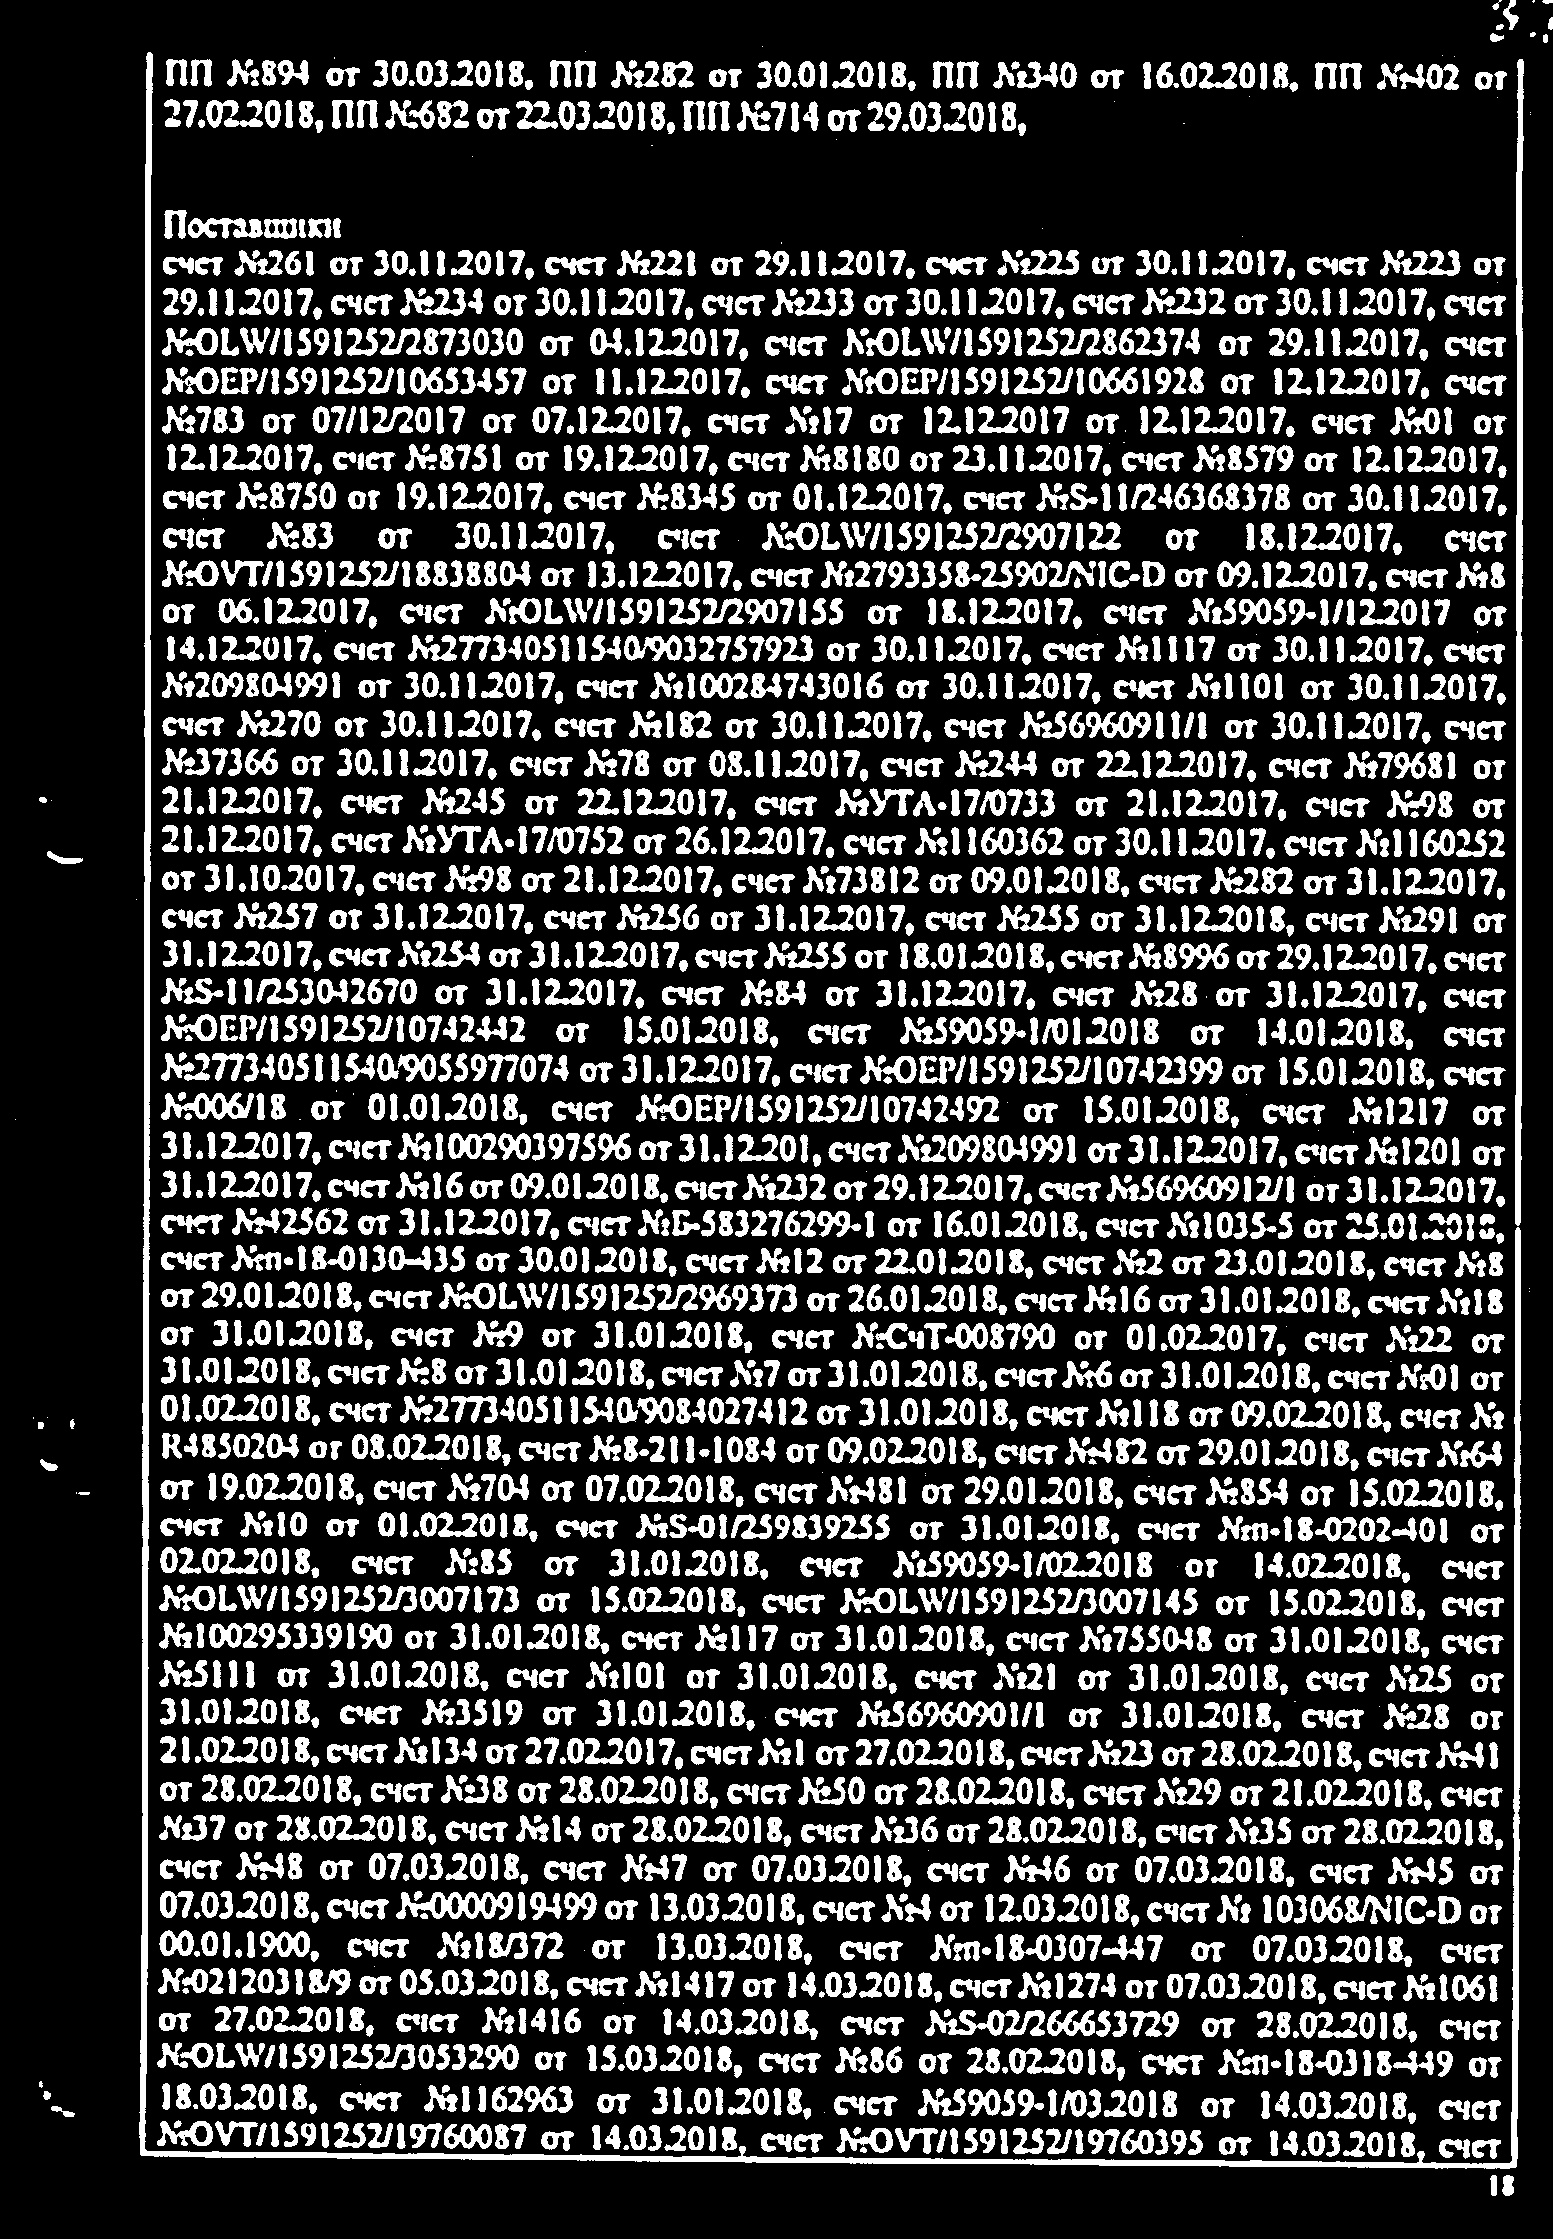 ПП №894 от 30.03.2018, ПП №282 от 30.01.2018, ПП №340 от 16.02.2018, ПП №402 от
27.02.2018, ПП №682 от 22.03.2018, ПП №714 от 29.03.2018,
Поставщики
счет №261 от 30.11.2017, счет №221 от 29.11.2017, счет №225 от 30.11.2017, счет №223 от
29.11.2017, счет №234 от 30.11.2017, счет №233 от 30.11.2017, счет №232 от 30.11.2017, счет
№OLW/1591252/2873030 от 04.12.2017, счет №OLW/1591252/2862374 от 29.11.2017, счет
№OEP/1591252/10653457 от 11.12.2017, счет №OEP/1591252/10661928 от 12.12.2017, счет
№783 от 07/12/2017 от 07.12.2017, счет №17 от 12.12.2017 от 12.12.2017, счет №01 от
12.12.2017, счет №8751 от 19.12.2017, счет №8180 от 23.11.2017, счет №8579 от 12.12.2017,
счет №8750 от 19.12.2017, счет №8345 от 01.12.2017, счет №S-11/246368378 от 30.11.2017,
счет №83 от 30.11.2017, счет №OLW/1591252/2907122 от 18.12.2017, счет
№OVT/1591252/18838804 от 13.12.2017, счет №2793358-25902/NIC-D от 09.12.2017, счет №8
от 06.12.2017, счет №OLW/1591252/2907155 от 18.12.2017, счет №59059-1/12.2017 от
14.12.2017, счет №277340511540/9032757923 от 30.11.2017, счет №1117 от 30.11.2017, счет
№209804991 от 30.11.2017, счет №100284743016 от 30.11.2017, счет №1101 от 30.11.2017,
счет №270 от 30.11.2017, счет №182 от 30.11.2017, счет №56960911/1 от 30.11.2017, счет
№37366 от 30.11.2017, счет №78 от 08.11.2017, счет №244 от 22.12.2017, счет №79681 от
21.12.2017, счет №245 от 22.12.2017, счет №УТЛ-17/0733 от 21.12.2017, счет №98 от
21.12.2017, счет №УТЛ-17/0752 от 26.12.2017, счет №1160362 от 30.11.2017, счет №1160252
от 31.10.2017, счет №98 от 21.12.2017, счет №73812 от 09.01.2018, счет №282 от 31.12.2017,
счет №257 от 31.12.2017, счет №256 от 31.12.2017, счет №255 от 31.12.2018, счет №291 от
31.12.2017, счет №254 от 31.12.2017, счет №255 от 18.01.2018, счет №8996 от 29.12.2017, счет
№S-11/253042670 от 31.12.2017, счет №84 от 31.12.2017, счет №28 от 31.12.2017, счет
№OEP/1591252/10742442 от 15.01.2018, счет №59059-1/01.2018 от 14.01.2018, счет
№277340511540/9055977074 от 31.12.2017, счет №OEP/1591252/10742399 от 15.01.2018, счет
№006/18 от 01.01.2018, счет №OEP/1591252/10742492 от 15.01.2018, счет №1217 от
31.12.2017, счет №100290397596 от 31.12.201, счет №209804991 от 31.12.2017, счет №1201 от
31.12.2017, счет №16 от 09.01.2018, счет №232 от 29.12.2017, счет №56960912/1 от 31.12.2017,
счет №42562 от 31.12.2017, счет №Б-583276299-1 от 16.01.2018, счет №1035-5 от 25.01.2018,
счет №m-18-0130-435 от 30.01.2018, счет №12 от 22.01.2018, счет №2 от 23.01.2018, счет №8
от 29.01.2018, счет №OLW/1591252/2969373 от 26.01.2018, счет №16 от 31.01.2018, счет №18
от 31.01.2018, счет №9 от 31.01.2018, счет №СчТ-008790 от 01.02.2017, счет №22 от
31.01.2018, счет №8 от 31.01.2018, счет №7 от 31.01.2018, счет №6 от 31.01.2018, счет №01 от
01.02.2018, счет №277340511540/9084027412 от 31.01.2018, счет №118 от 09.02.2018, счет №
R4850204 от 08.02.2018, счет №8-211-1084 от 09.02.2018, счет №482 от 29.01.2018, счет №64
от 19.02.2018, счет №704 от 07.02.2018, счет №481 от 29.01.2018, счет №854 от 15.02.2018,
счет №10 от 01.02.2018, счет №S-01/259839255 от 31.01.2018, счет №m-18-0202-401 от
02.02.2018, счет №85 от 31.01.2018, счет №59059-1/02.2018 от 14.02.2018, счет
№OLW/1591252/3007173 от 15.02.2018, счет №OLW/1591252/3007145 от 15.02.2018, счет
№100295339190 от 31.01.2018, счет №117 от 31.01.2018, счет №755048 от 31.01.2018, счет
№5111 от 31.01.2018, счет №101 от 31.01.2018, счет №21 от 31.01.2018, счет №25 от
31.01.2018, счет №3519 от 31.01.2018, счет №56960901/1 от 31.01.2018, счет №28 от
21.02.2018, счет №134 от 27.02.2017, счет №1 от 27.02.2018, счет №23 от 28.02.2018, счет №41
от 28.02.2018, счет №38 от 28.02.2018, счет №50 от 28.02.2018, счет №29 от 21.02.2018, счет
№37 от 28.02.2018, счет №14 от 28.02.2018, счет №36 от 28.02.2018, счет №35 от 28.02.2018,
счет №48 от 07.03.2018, счет №47 от 07.03.2018, счет №46 от 07.03.2018, счет №45 от
07.03.2018, счет №0000919499 от 13.03.2018, счет №4 от 12.03.2018, счет № 103068/NIC-D от
00.01.1900, счет №18/372 от 13.03.2018, счет №m-18-0307-447 от 07.03.2018, счет
№02120318/9 от 05.03.2018, счет №1417 от 14.03.2018, счет №1274 от 07.03.2018, счет №1061
от 27.02.2018, счет №1416 от 14.03.2018, счет №S-02/266653729 от 28.02.2018, счет
№OLW/1591252/3053290 от 15.03.2018, счет №86 от 28.02.2018, счет №m-18-0318-449 от
18.03.2018, счет №1162963 от 31.01.2018, счет №59059-1/03.2018 от 14.03.2018, счет
№OVT/1591252/19760087 от 14.03.2018, счет №OVT/1591252/19760395 от 14.03.2018, счет
18